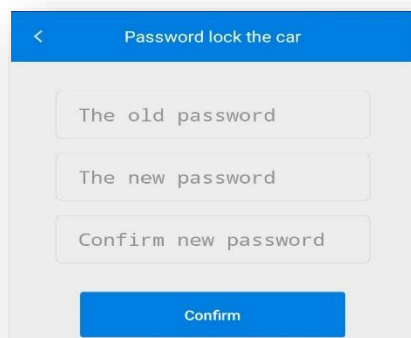 Password lock the car
The old password
The new password
Confirm new password
Confirm